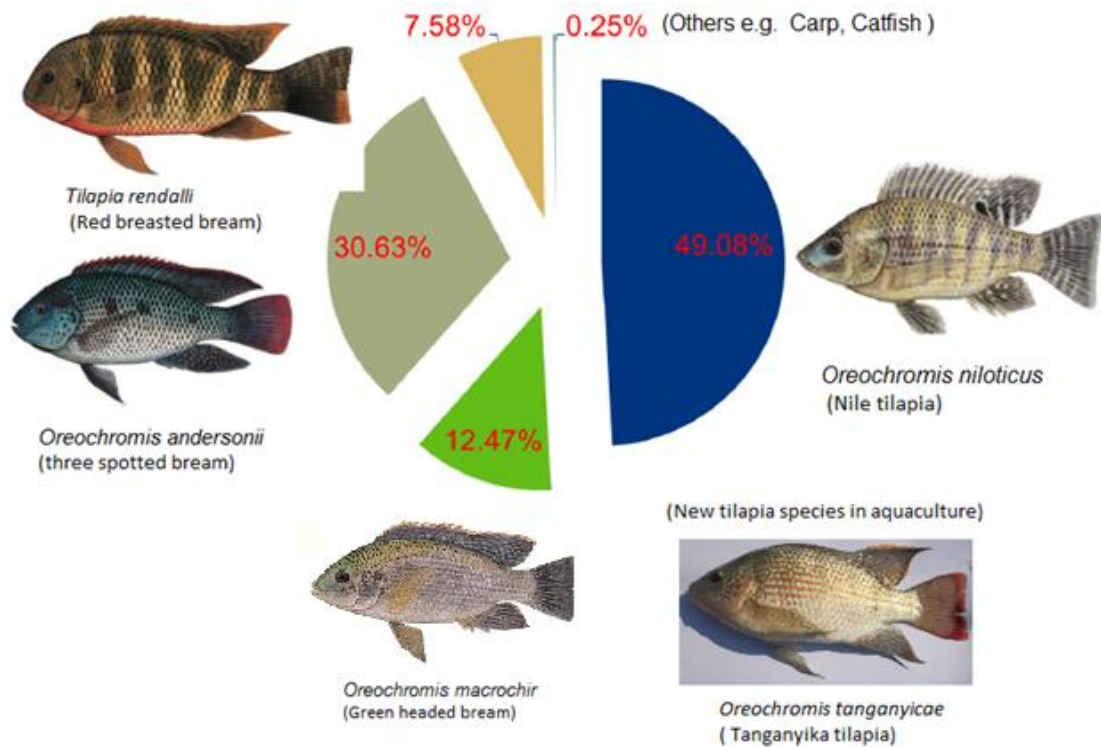 7.58%
0.25%
(Others e.g. Carp, Catfish )
Tilapia rendalli
(Red breasted bream)
30.63%
49.08%
Oreochromis niloticus
(Nile tilapia)
Oreochromis andersonii
(three spotted bream)
12.47%
(New tilapia species in aquaculture)
Oreochromis macrochir
(Green headed bream)
Oreochromis tanganyicae
( Tanganyika tilapia)